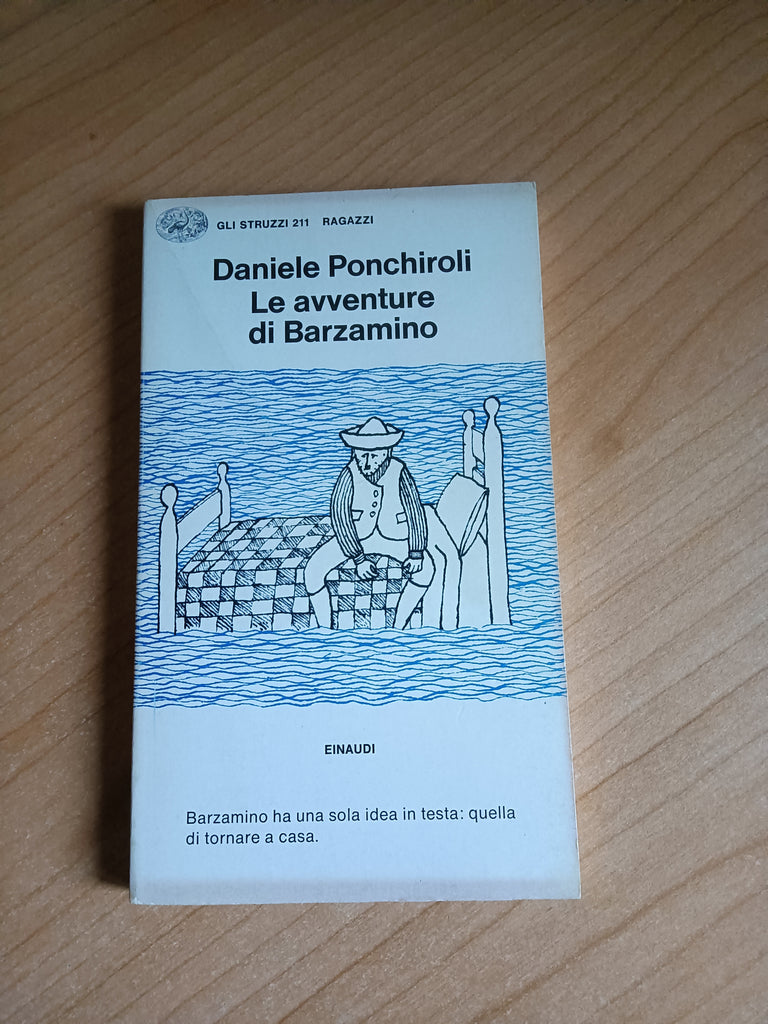 GLI STRUZZI 211 RAGAZZI
Daniele Ponchiroli
Le avventure
di Barzamino
EINAUDI
Barzamino ha una sola idea in testa: quella
di tornare a casa.